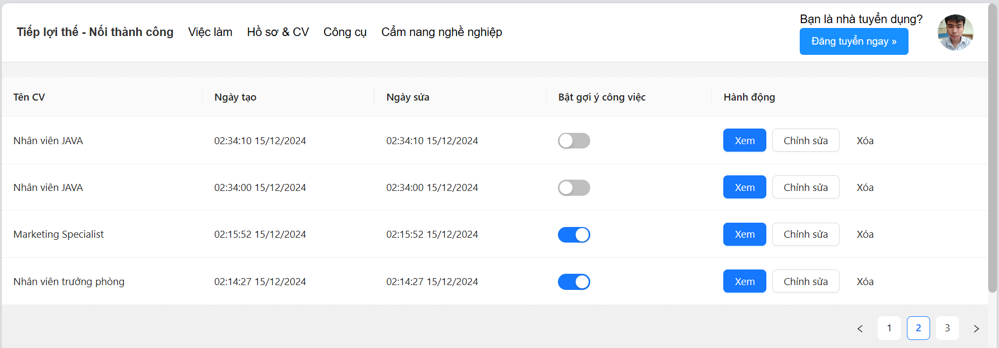 Tiếp lợi thế - Nối thành công Việc làm Hồ sơ & CV Công cụ Cẩm nang nghề nghiệp
Bạn là nhà tuyển dụng?
Đăng tuyển ngay »
Tên CV Ngày tạo Ngày sửa Bật gợi ý công việc Hành động
Nhân viên JAVA 02:34:10 15/12/2024 02:34:10 15/12/2024 Xem Chỉnh sửa Xóa
Nhân viên JAVA 02:34:00 15/12/2024 02:34:00 15/12/2024 Xem Chỉnh sửa Xóa
Marketing Specialist 02:15:52 15/12/2024 02:15:52 15/12/2024 Xem Chỉnh sửa Xóa
Nhân viên trưởng phòng 02:14:27 15/12/2024 02:14:27 15/12/2024 Xem Chỉnh sửa Xóa
< 1 2 3 >